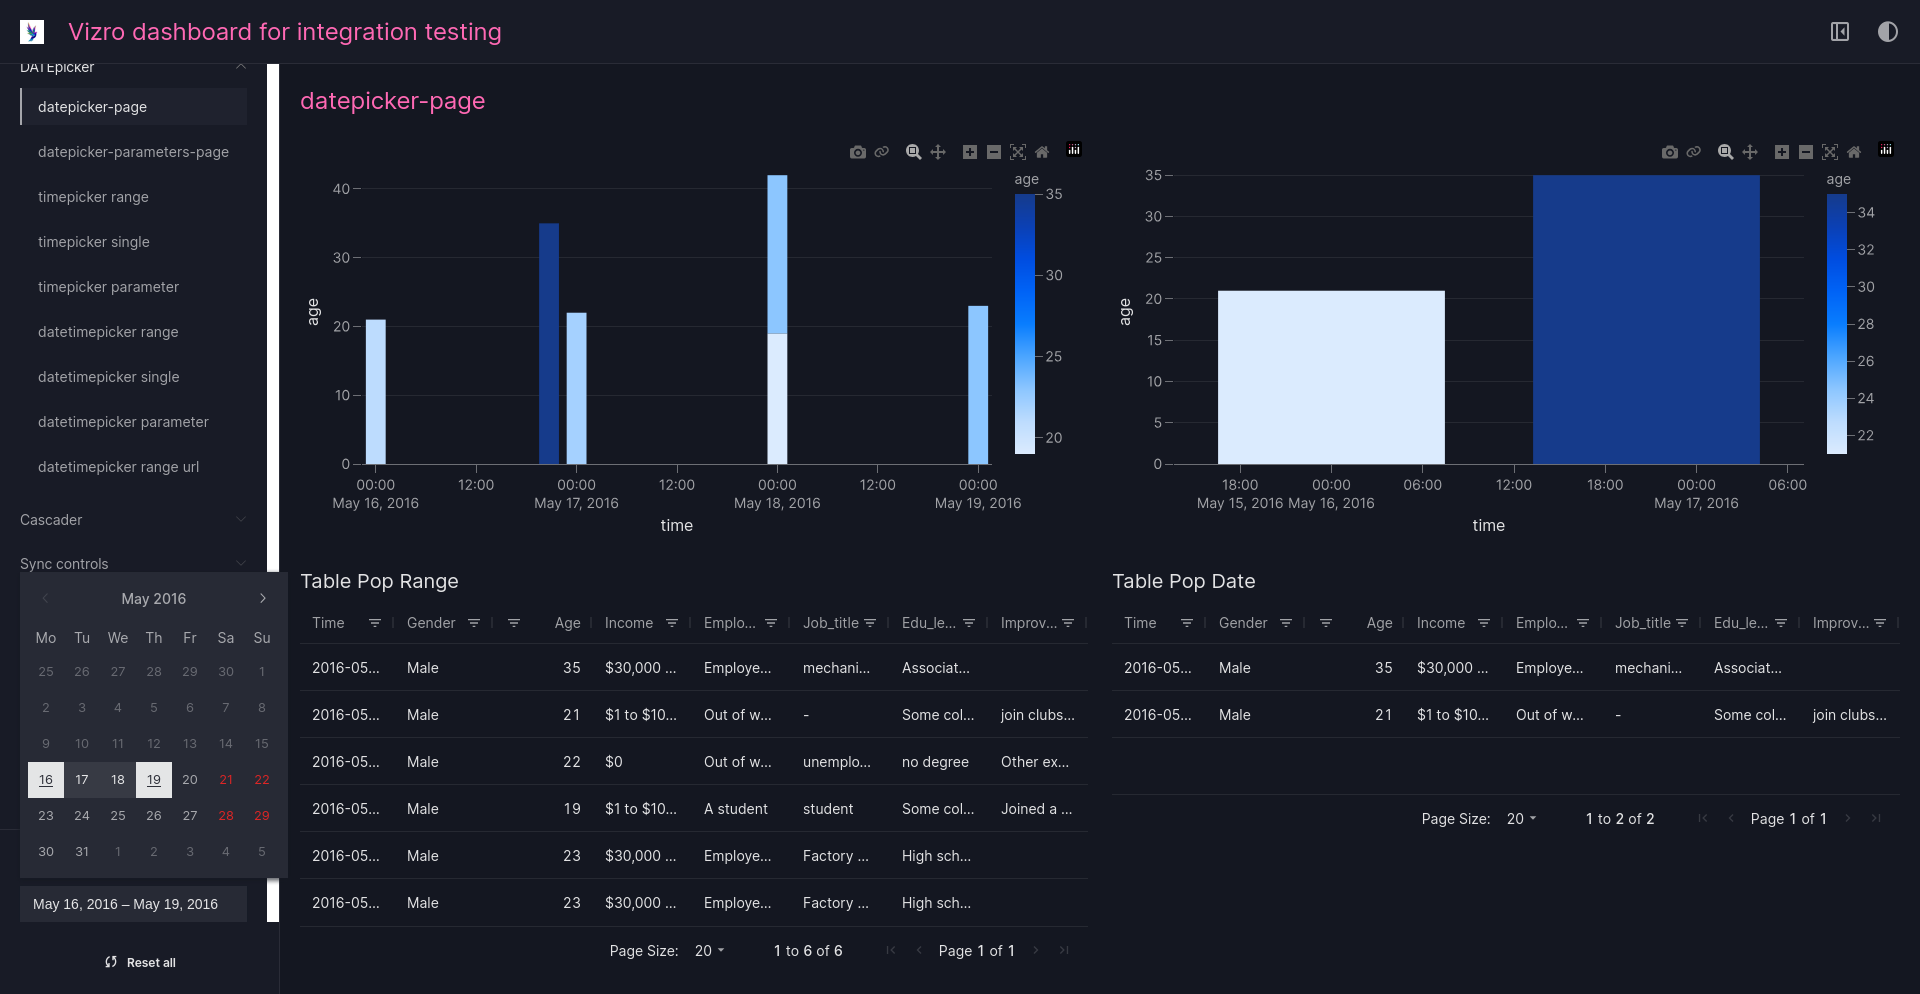 Vizro dashboard for integration testing
DATEpicker
datepicker-page
datepicker-parameters-page
timepicker range
timepicker single
timepicker parameter
datetimepicker range
datetimepicker single
datetimepicker parameter
datetimepicker range url
Cascader
Sync controls
May 2016
Mo Tu We Th Fr Sa Su
25 26 27 28 29 30 1
2 3 4 5 6 7 8
9 10 11 12 13 14 15
16 17 18 19 20 21 22
23 24 25 26 27 28 29
30 31 1 2 3 4 5
May 16, 2016 – May 19, 2016
Reset all
datepicker-page
age
40
30
20
10
0
00:00 12:00 00:00 12:00 00:00 12:00 00:00
May 16, 2016 May 17, 2016 May 18, 2016 May 19, 2016
time
age
35
30
25
20
age
35
30
25
20
15
10
5
0
18:00 00:00 06:00 12:00 18:00 00:00 06:00
May 15, 2016 May 16, 2016 May 17, 2016
time
age
34
32
30
28
26
24
22
Table Pop Range
Time Gender Age Income Emplo... Job_title Edu_le... Improv...
2016-05... Male 35 $30,000 ... Employe... mechani... Associat...
2016-05... Male 21 $1 to $10... Out of w... - Some col... join clubs...
2016-05... Male 22 $0 Out of w... unemplo... no degree Other ex...
2016-05... Male 19 $1 to $10... A student student Some col... Joined a ...
2016-05... Male 23 $30,000 ... Employe... Factory ... High sch...
2016-05... Male 23 $30,000 ... Employe... Factory ... High sch...
Page Size: 20 1 to 6 of 6 Page 1 of 1
Table Pop Date
Time Gender Age Income Emplo... Job_title Edu_le... Improv...
2016-05... Male 35 $30,000 ... Employe... mechani... Associat...
2016-05... Male 21 $1 to $10... Out of w... - Some col... join clubs...
Page Size: 20 1 to 2 of 2 Page 1 of 1